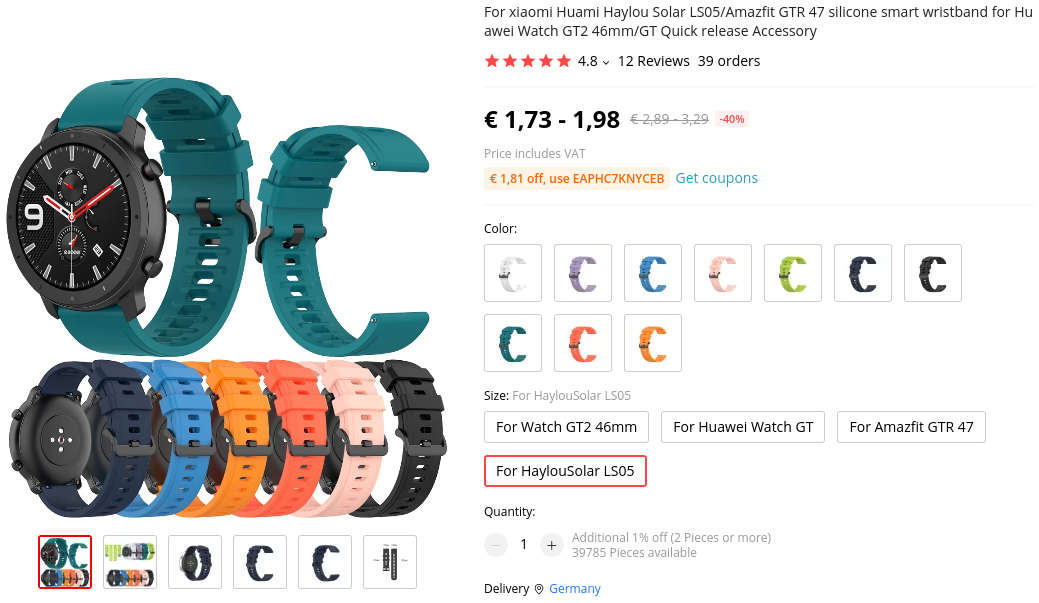 For xiaomi Huami Haylou Solar LS05/Amazfit GTR 47 silicone smart wristband for Hu
awei Watch GT2 46mm/GT Quick release Accessory
4.8 12 Reviews 39 orders
€ 1,73 - 1,98 € 2,89 - 3,29 -40%
Price includes VAT
€ 1,81 off, use EAPHC7KNYCEB Get coupons
Color:
Size: For HaylouSolar LS05
For Watch GT2 46mm For Huawei Watch GT For Amazfit GTR 47
For HaylouSolar LS05
Quantity:
1 Additional 1% off (2 Pieces or more)
39785 Pieces available
Delivery Germany
9